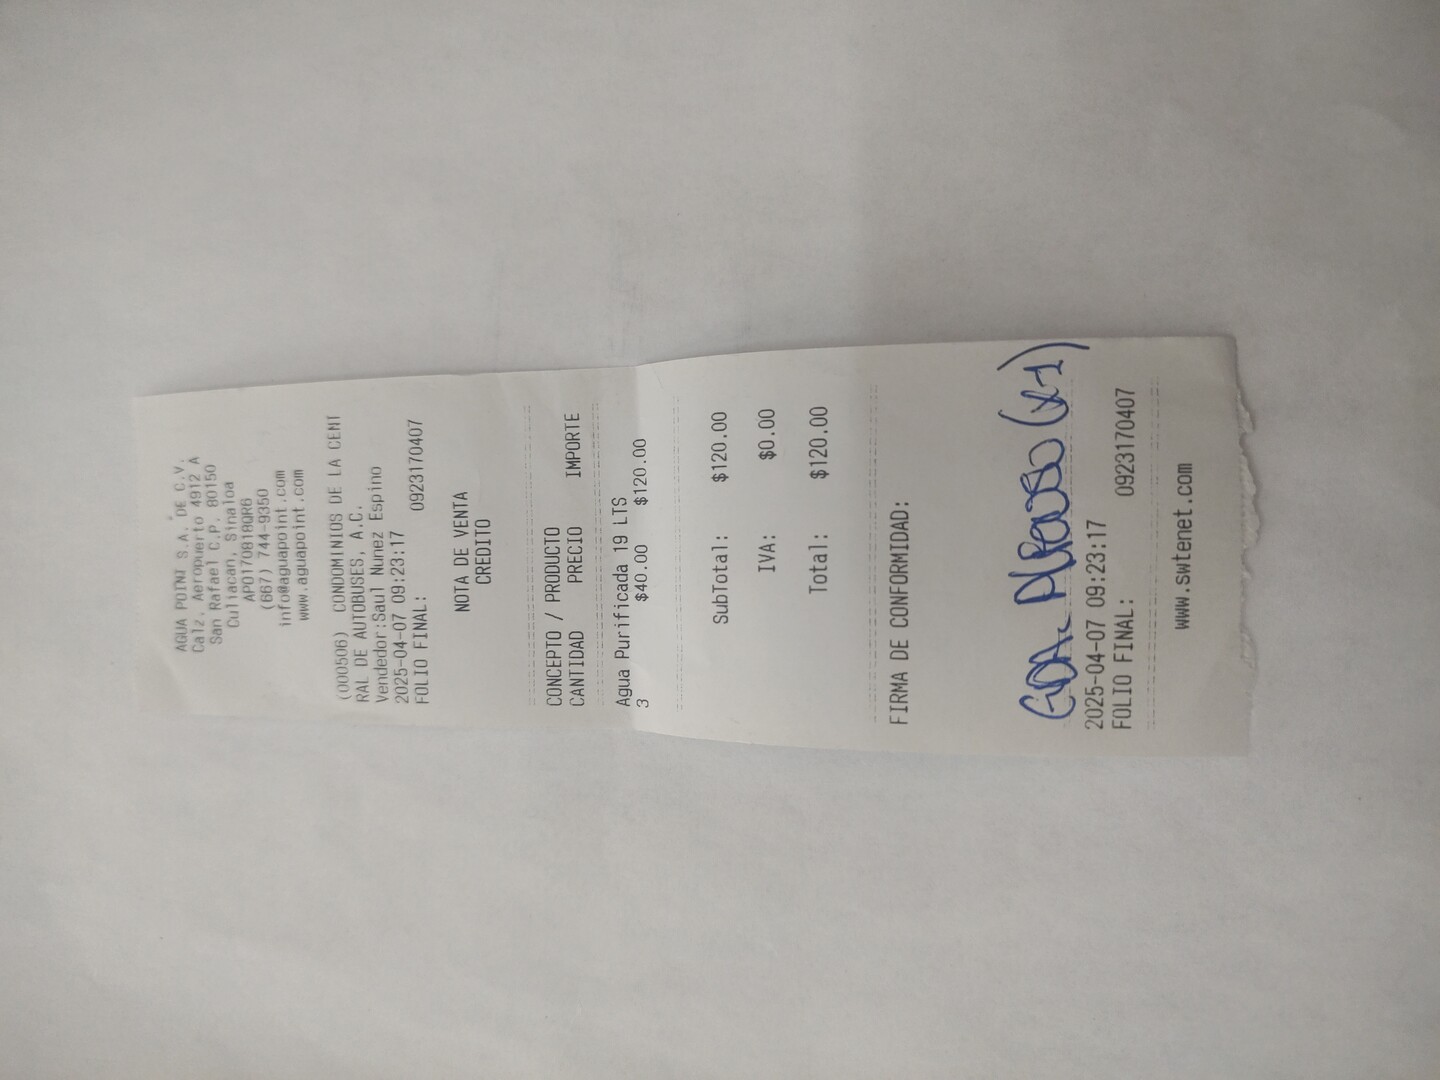 AGUA POINT S.A. DE C.V.
Calz. Aeropuerto 4912 A
San Rafael C.P. 80150
Culiacan, Sinaloa
APO170818QR6
(667) 744-9350
info@aguapoint.com
www.aguapoint.com
(000506) CONDOMINIOS DE LA CENT
RAL DE AUTOBUSES, A.C.
Vendedor:Saul Nunez Espino
2025-04-07 09:23:17
FOLIO FINAL: 0923170407
NOTA DE VENTA
CREDITO
CONCEPTO / PRODUCTO
CANTIDAD PRECIO IMPORTE
Agua Purificada 19 LTS
3 $40.00 $120.00
SubTotal: $120.00
IVA: $0.00
Total: $120.00
FIRMA DE CONFORMIDAD:
2025-04-07 09:23:17
FOLIO FINAL: 0923170407
www.swtenet.com